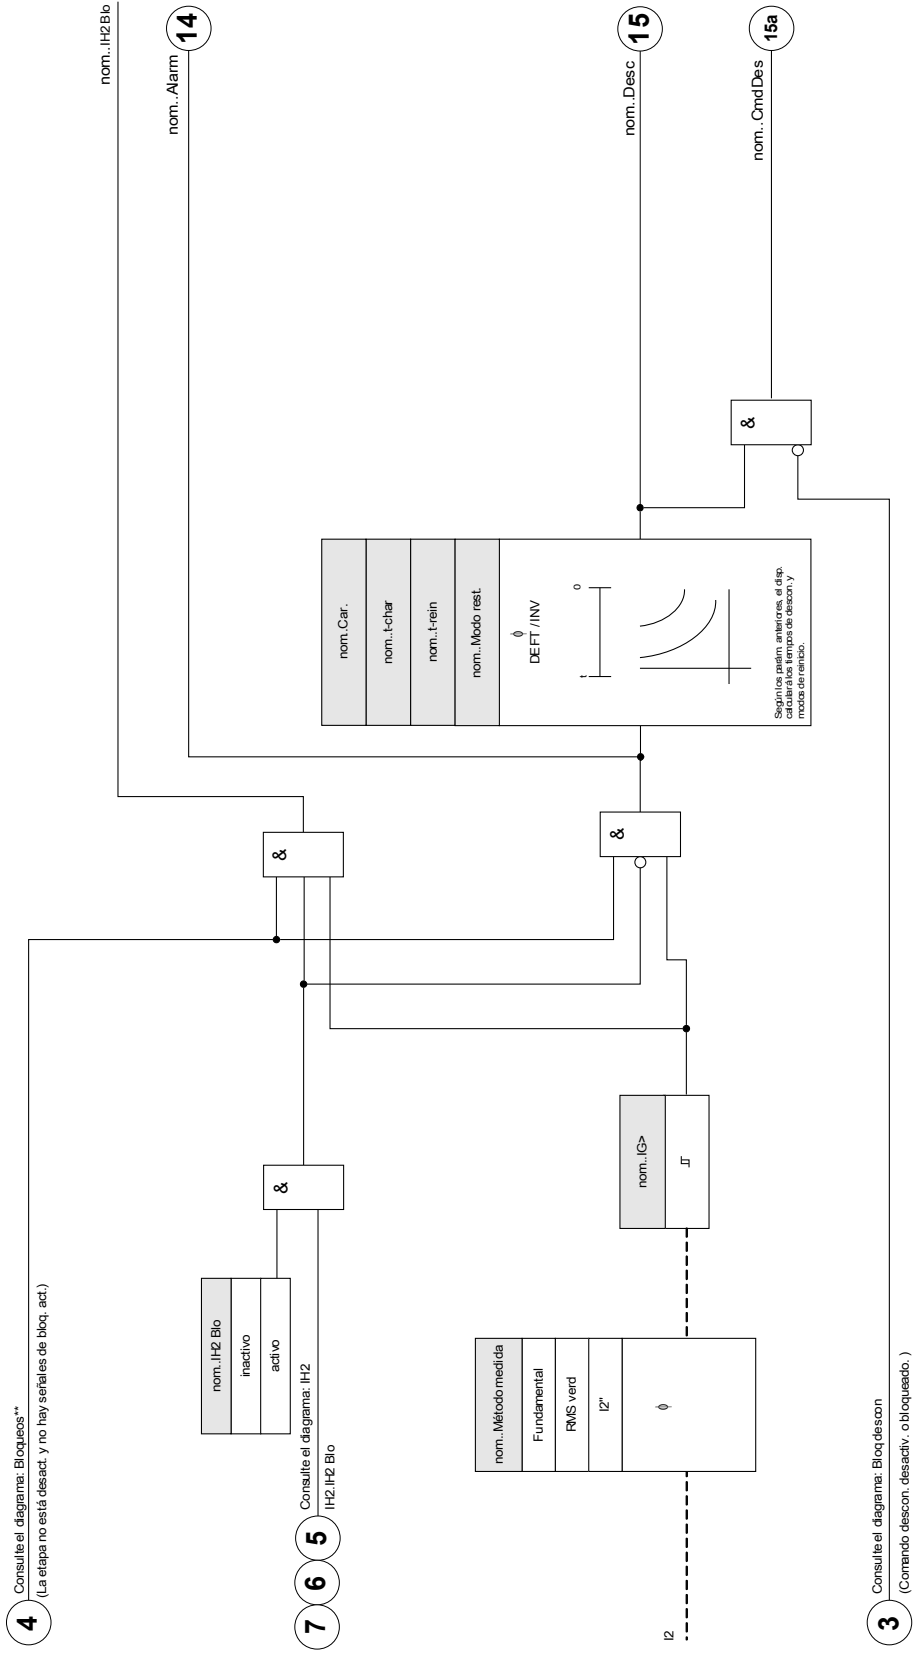 4
Consulte el diagrama: Bloqueos**
(La etapa no está desact. y no hay señales de bloq. act.)
nom..IH2 Blo
inactivo
activo
7
6
5
Consulte el diagrama: IH2
IH2.IH2 Blo
&
&
nom..IH2 Blo
nom..Alarm
14
I2
nom..Método medida
Fundamental
RMS verd
I2"
ϕ
nom..IG>
&
nom..Car.
nom..t-char
nom..t-rein
nom..Modo rest.
ϕ
DEFT / INV
t
0
Según los parám. anteriores, el disp.
calculará los tiempos de descon. y
modos de reinicio.
nom..Desc
15
3
Consulte el diagrama: Bloq descon
(Comando descon. desactiv. o bloqueado. )
&
nom..CmdDes
15a